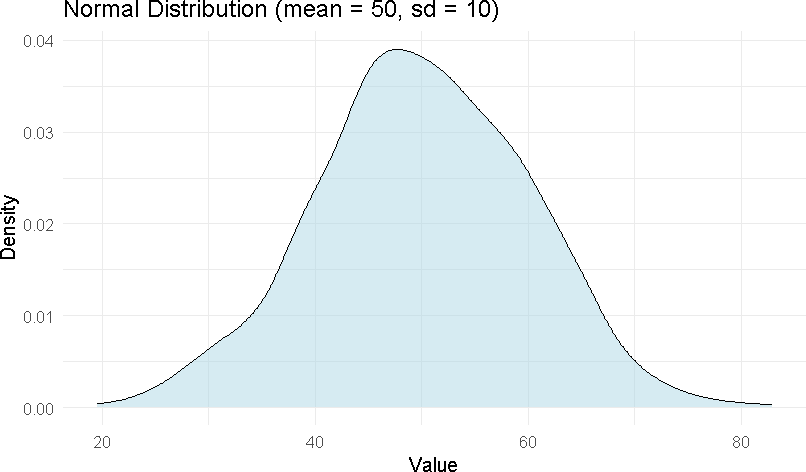 Normal Distribution (mean = 50, sd = 10)
0.04
0.03
0.02
0.01
0.00
Density
20 40 60 80
Value